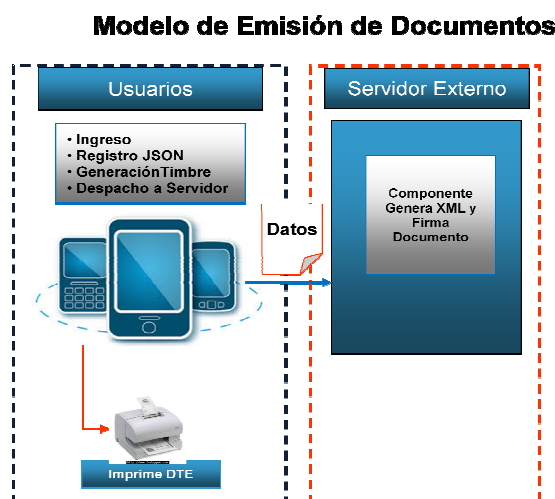 Modelo de Emisión de Documentos
Usuarios
Servidor Externo
• Ingreso
• Registro JSON
• GeneraciónTimbre
• Despacho a Servidor
Datos
Componente
Genera XML y
Firma
Documento
Imprime DTE